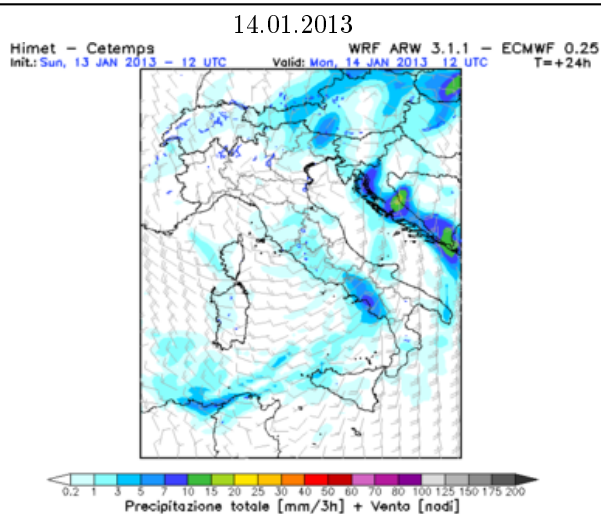 14.01.2013
Himet - Cetemps WRF ARW 3.1.1 - ECMWF 0.25
Init.: Sun, 13 JAN 2013 - 12 UTC Valid: Mon, 14 JAN 2013 12 UTC T=+24h
0.2 1 3 5 7 10 15 20 25 30 40 50 60 70 80 90 100 125 150 175 200
Precipitazione totale [mm/3h] + Vento [nodi]